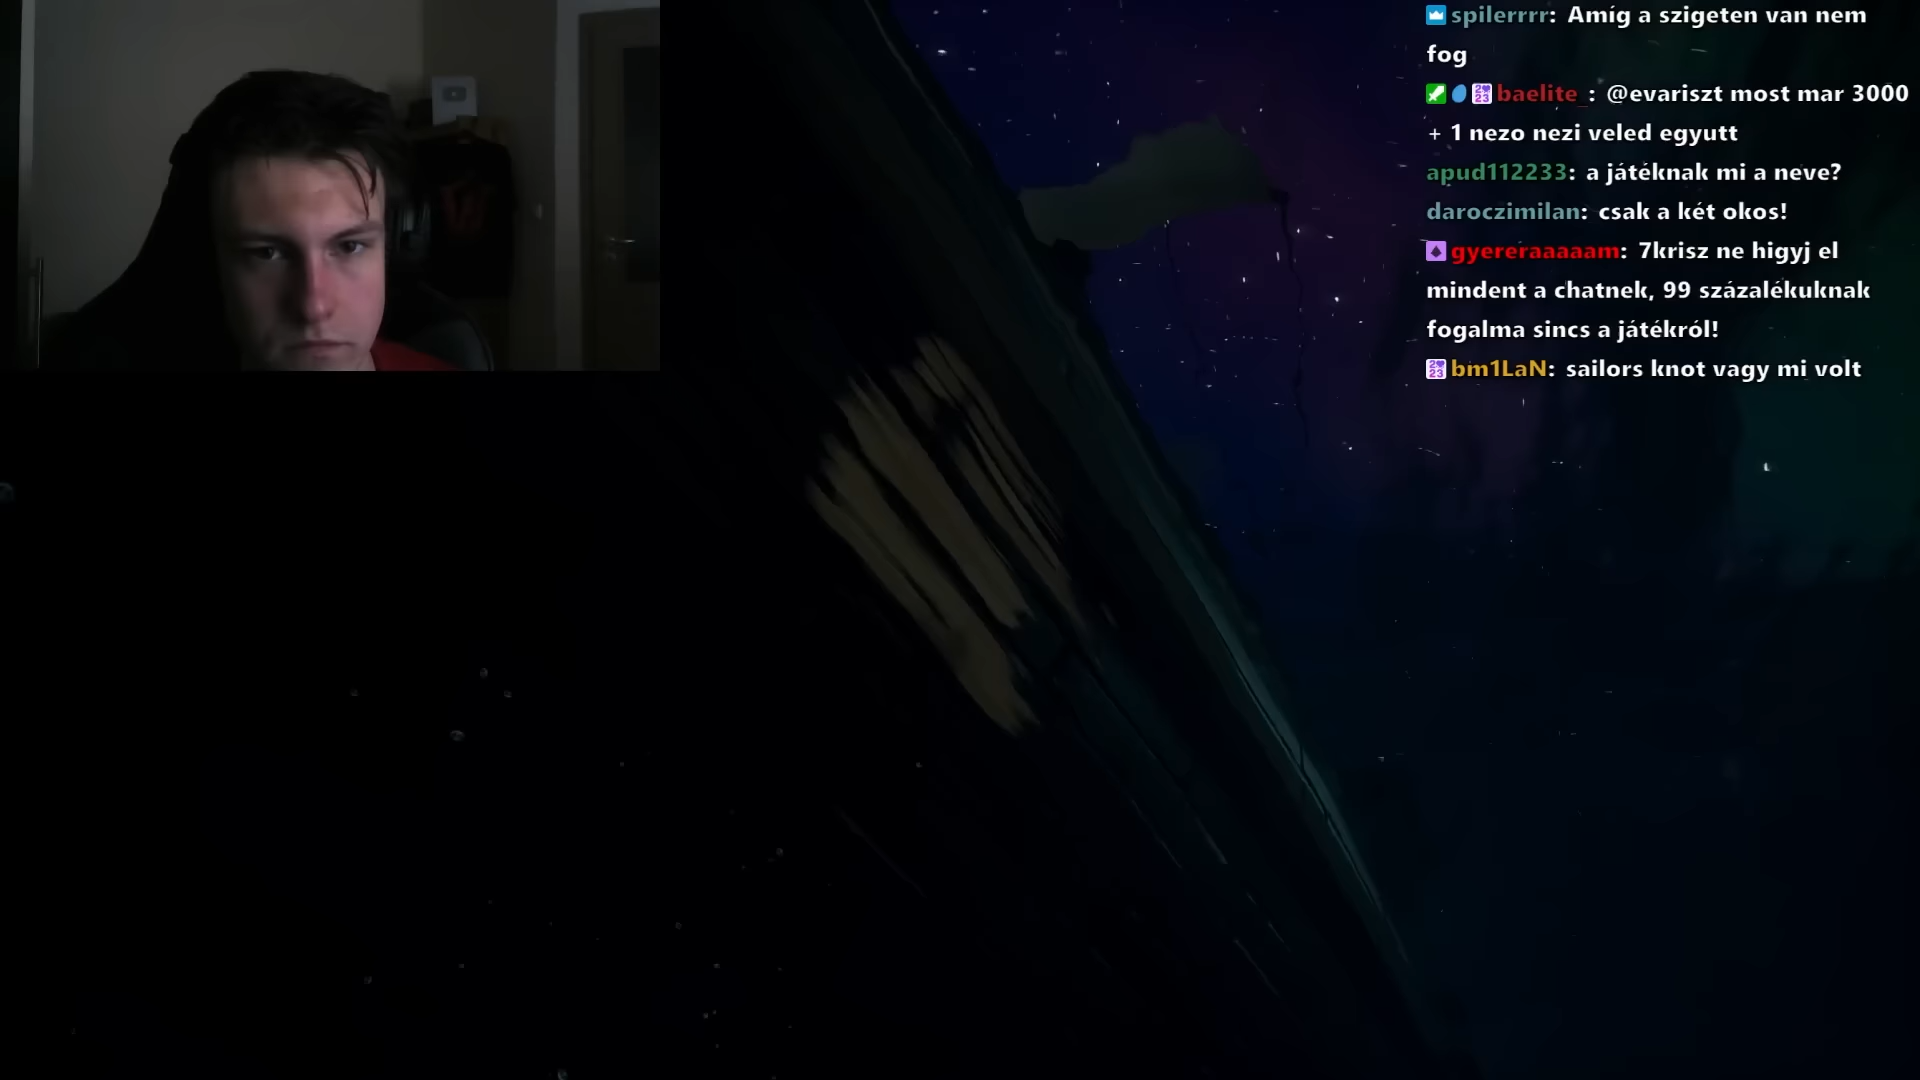 spilerrrr: Amíg a szigeten van nem
fog
baelite_: @evariszt most mar 3000
+ 1 nezo nezi veled egyutt
apud112233: a játéknak mi a neve?
daroczimilan: csak a két okos!
gyereraaaaam: 7krisz ne higyj el
mindent a chatnek, 99 százalékuknak
fogalma sincs a játékról!
bm1LaN: sailors knot vagy mi volt